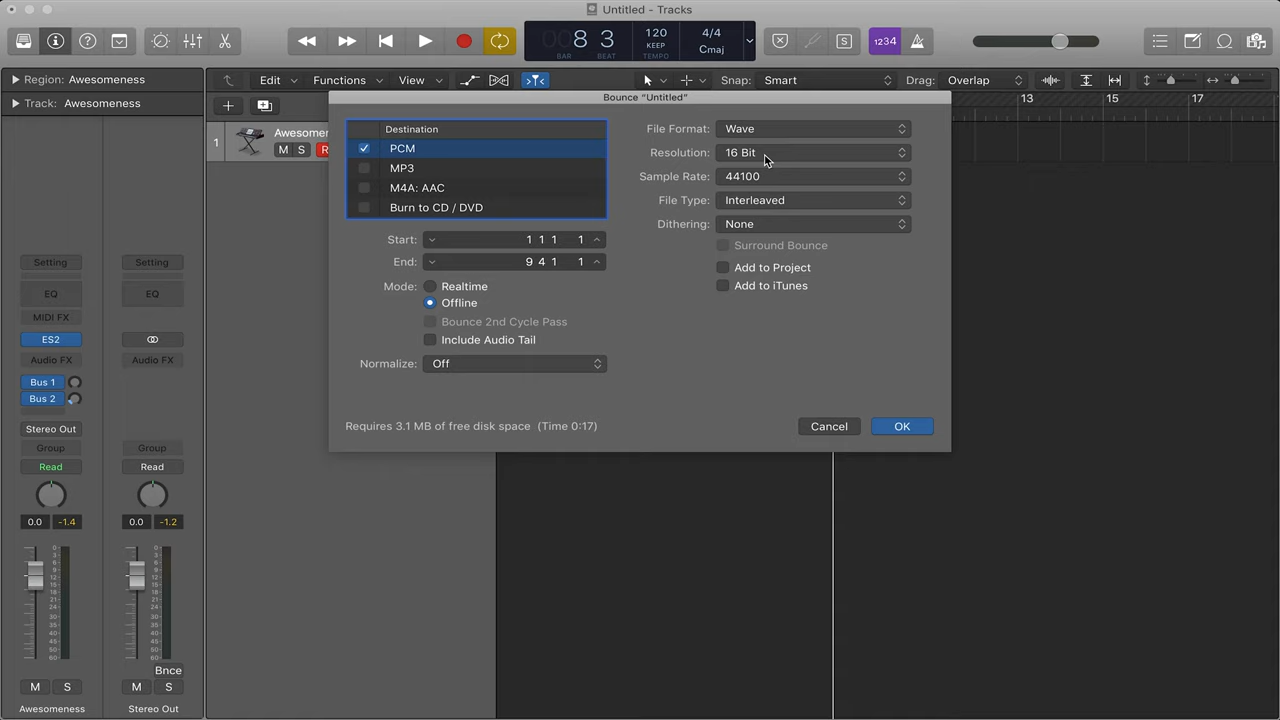 Untitled - Tracks
8 3
BAR BEAT
120
KEEP
TEMPO
4/4
Cmaj
1234
Region: Awesomeness
Edit Functions View Snap: Smart Drag: Overlap
Track: Awesomeness
13 15 17
Bounce "Untitled"
1 Awesomeness
M S R
Destination
PCM
MP3
M4A: AAC
Burn to CD / DVD
Start: 1 1 1 1
End: 9 4 1 1
Mode: Realtime
Offline
Bounce 2nd Cycle Pass
Include Audio Tail
Normalize: Off
File Format: Wave
Resolution: 16 Bit
Sample Rate: 44100
File Type: Interleaved
Dithering: None
Surround Bounce
Add to Project
Add to iTunes
Requires 3.1 MB of free disk space (Time 0:17)
Cancel OK
Setting Setting
EQ EQ
MIDI FX
ES2
Audio FX Audio FX
Bus 1
Bus 2
Stereo Out
Group Group
Read Read
0.0 -1.4 0.0 -1.2
Bnce
M S M S
Awesomeness Stereo Out